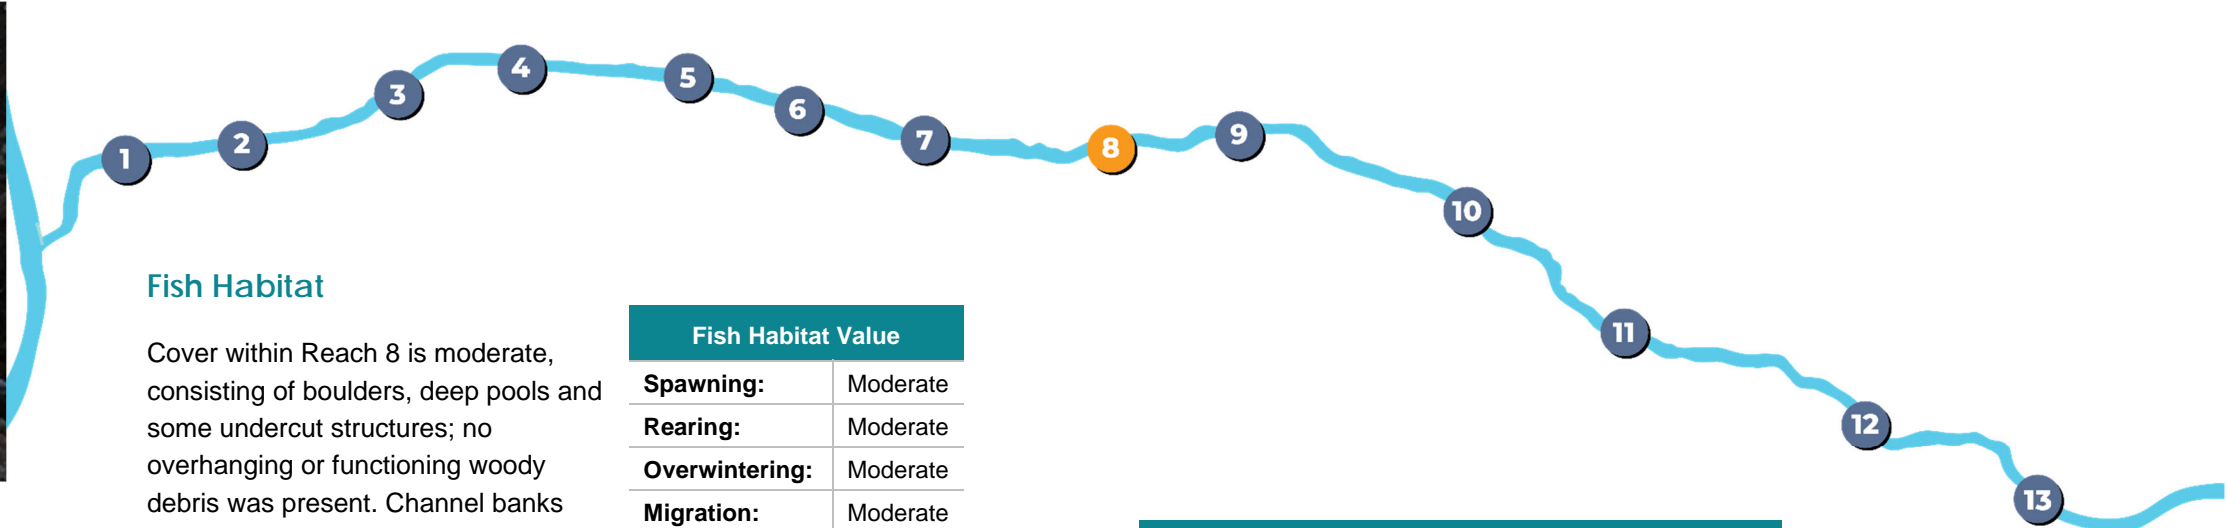 1
2
3
4
5
6
7
8
9
10
11
12
13
Fish Habitat
Cover within Reach 8 is moderate,
consisting of boulders, deep pools and
some undercut structures; no
overhanging or functioning woody
debris was present. Channel banks
Fish Habitat Value
Spawning: Moderate
Rearing: Moderate
Overwintering: Moderate
Migration: Moderate